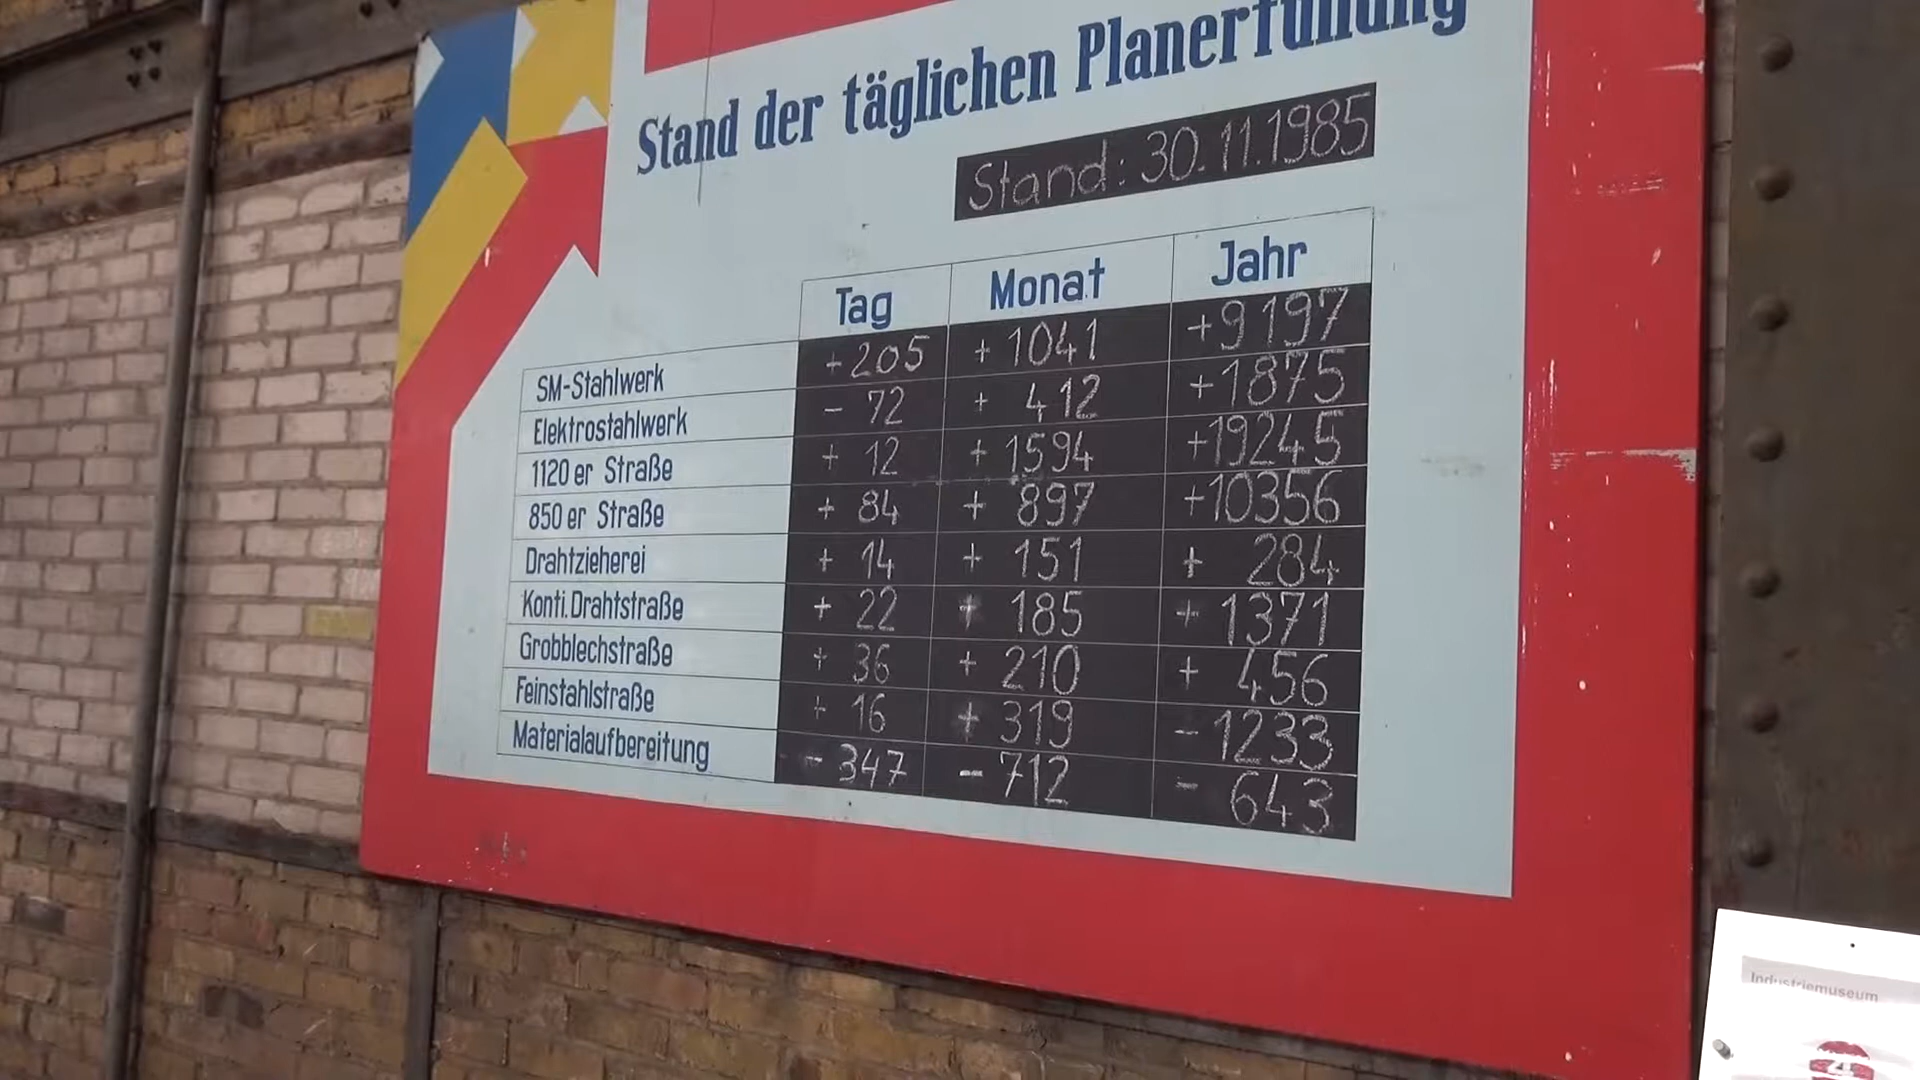 Stand der täglichen Planerfüllung
Stand: 30.11.1985
Tag Monat Jahr
SM-Stahlwerk +205 +1041 +9197
Elektrostahlwerk - 72 + 412 +1875
1120 er Straße + 12 +1594 +19245
850 er Straße + 84 + 897 +10356
Drahtzieherei + 14 + 151 + 284
Konti.Drahtstraße + 22 + 185 + 1371
Grobblechstraße + 36 + 210 + 456
Feinstahlstraße + 16 + 319 -1233
Materialaufbereitung - 347 - 712 - 643
Industriemuseum